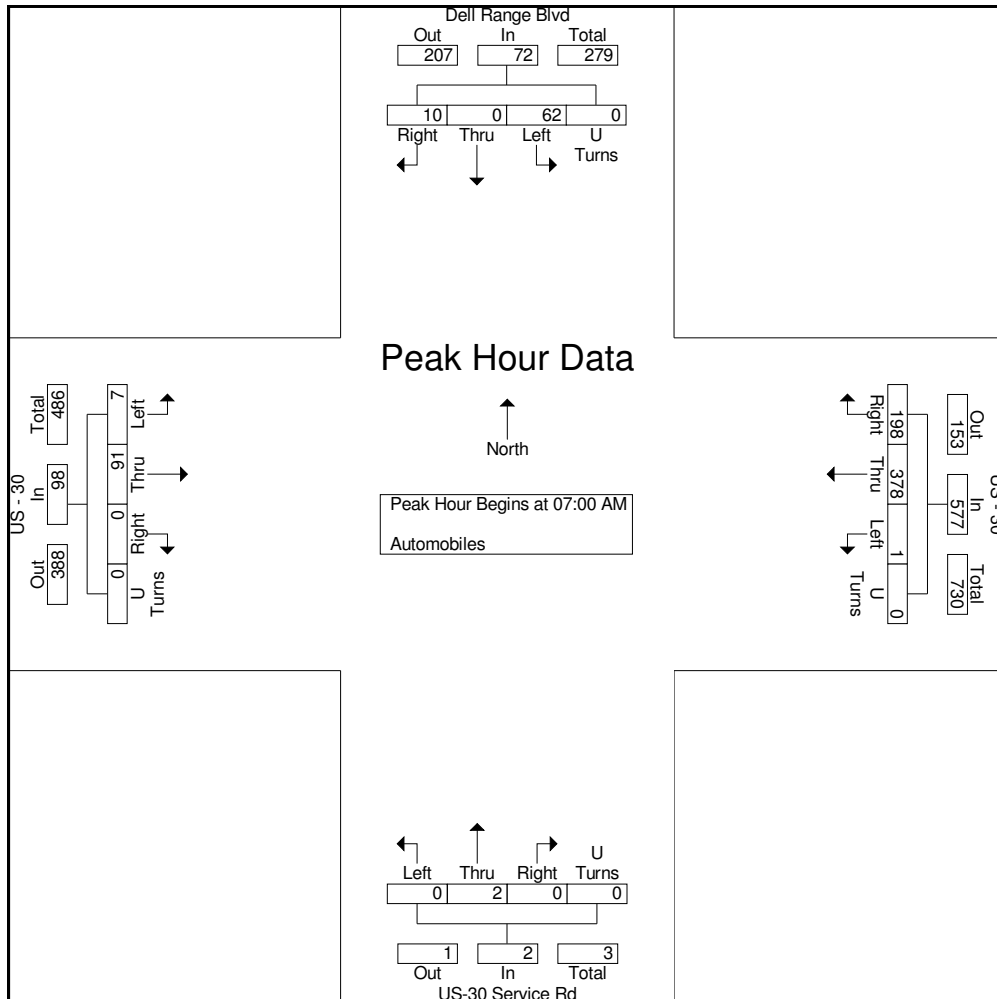 Dell Range Blvd
Out In Total
207 72 279
10 0 62 0
Right Thru Left U
Turns
Peak Hour Data
North
Peak Hour Begins at 07:00 AM
Automobiles
US - 30
Total In Out
486 98 388
7 91 0 0
Left Thru Right U
Turns
Right Thru Left U
Turns
198 378 1 0
Out In Total
153 577 730
US - 30
Left Thru Right U
Turns
0 2 0 0
1 2 3
Out In Total
US-30 Service Rd